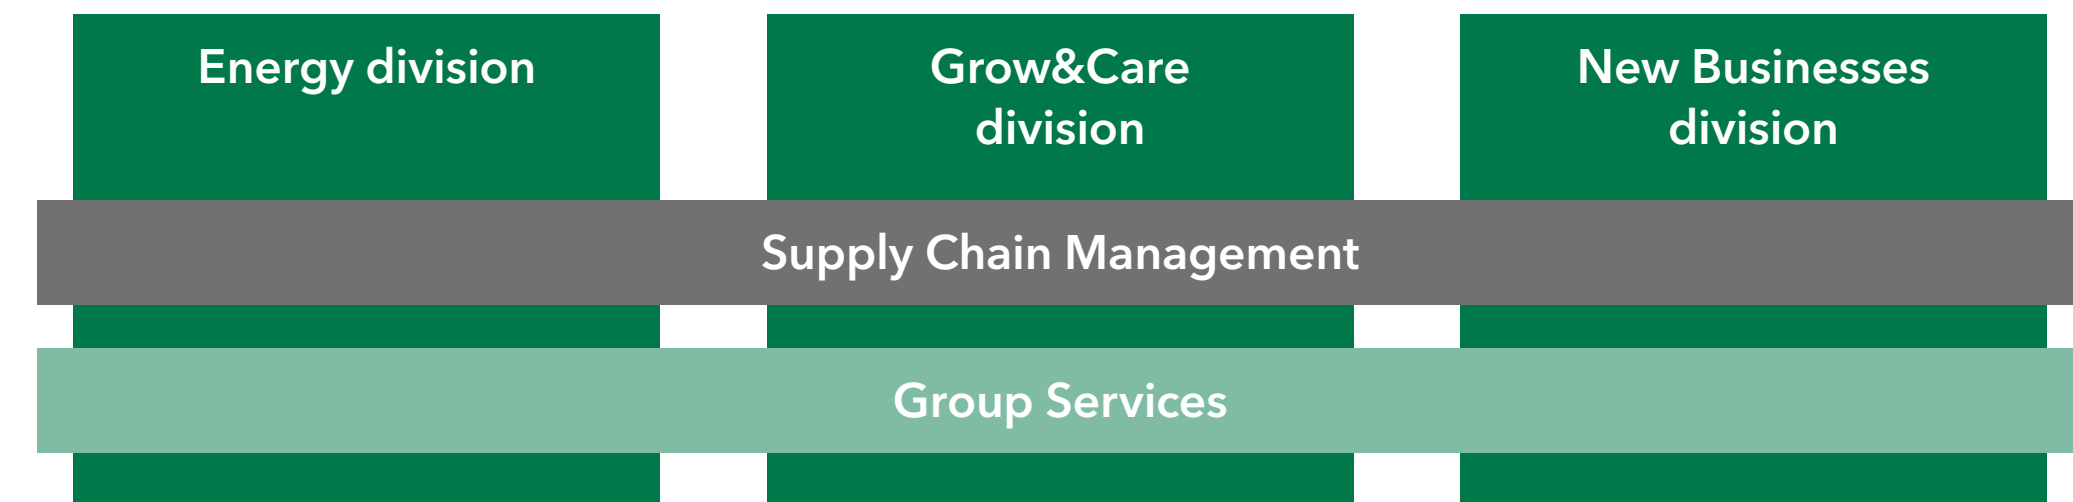 Energy division
Grow&Care
division
New Businesses
division
Supply Chain Management
Group Services